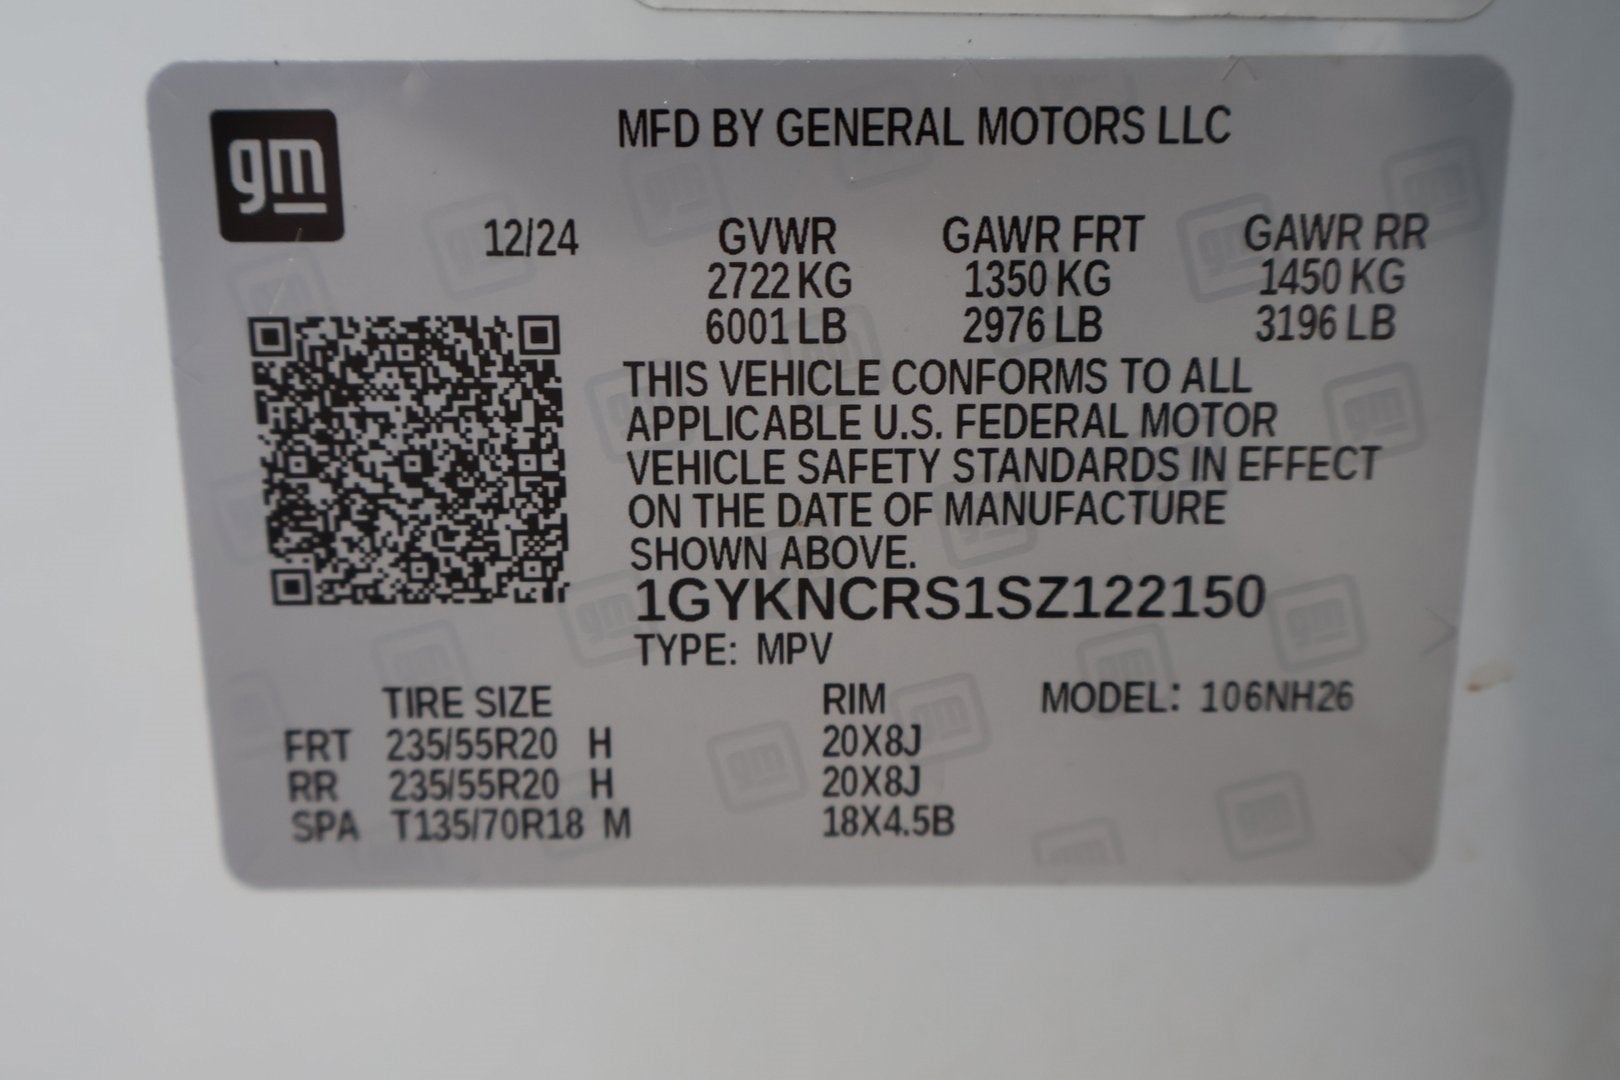 gm
MFD BY GENERAL MOTORS LLC
12/24 GVWR GAWR FRT GAWR RR
2722 KG 1350 KG 1450 KG
6001 LB 2976 LB 3196 LB
THIS VEHICLE CONFORMS TO ALL
APPLICABLE U.S. FEDERAL MOTOR
VEHICLE SAFETY STANDARDS IN EFFECT
ON THE DATE OF MANUFACTURE
SHOWN ABOVE.
1GYKNCRS1SZ122150
TYPE: MPV
TIRE SIZE RIM MODEL: 106NH26
FRT 235/55R20 H 20X8J
RR 235/55R20 H 20X8J
SPA T135/70R18 M 18X4.5B